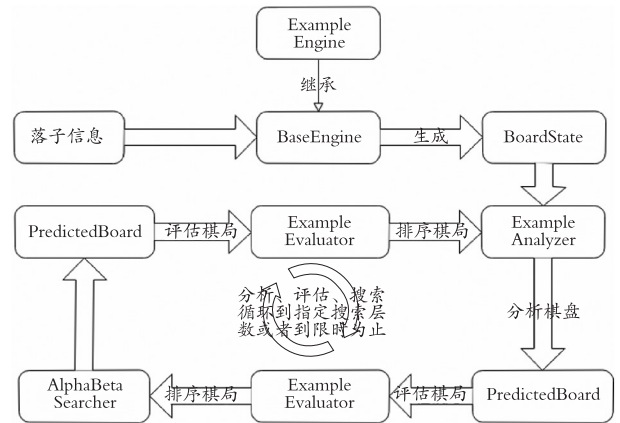 Example
Engine
继承
落子信息
BaseEngine
生成
BoardState
PredictedBoard
评估棋局
Example
Evaluator
排序棋局
Example
Analyzer
分析、评估、搜索
循环到指定搜索层
数或者到限时为止
分析棋盘
AlphaBeta
Searcher
排序棋局
Example
Evaluator
评估棋局
PredictedBoard